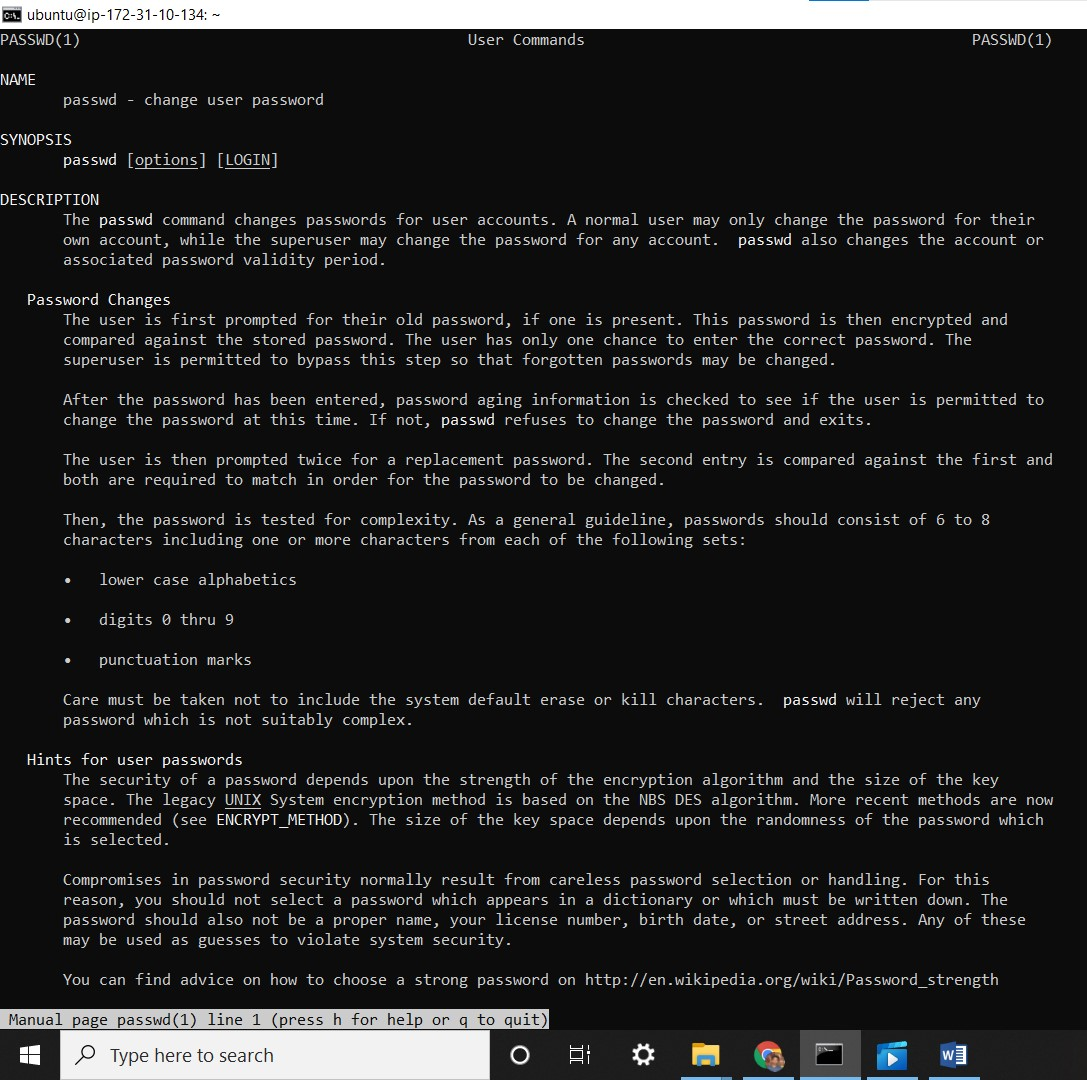 ubuntu@ip-172-31-10-134: ~
PASSWD(1) User Commands PASSWD(1)
NAME
passwd - change user password
SYNOPSIS
passwd [options] [LOGIN]
DESCRIPTION
The passwd command changes passwords for user accounts. A normal user may only change the password for their
own account, while the superuser may change the password for any account.  passwd also changes the account or
associated password validity period.
Password Changes
The user is first prompted for their old password, if one is present. This password is then encrypted and
compared against the stored password. The user has only one chance to enter the correct password. The
superuser is permitted to bypass this step so that forgotten passwords may be changed.
After the password has been entered, password aging information is checked to see if the user is permitted to
change the password at this time. If not, passwd refuses to change the password and exits.
The user is then prompted twice for a replacement password. The second entry is compared against the first and
both are required to match in order for the password to be changed.
Then, the password is tested for complexity. As a general guideline, passwords should consist of 6 to 8
characters including one or more characters from each of the following sets:
• lower case alphabetics
• digits 0 thru 9
• punctuation marks
Care must be taken not to include the system default erase or kill characters.  passwd will reject any
password which is not suitably complex.
Hints for user passwords
The security of a password depends upon the strength of the encryption algorithm and the size of the key
space. The legacy UNIX System encryption method is based on the NBS DES algorithm. More recent methods are now
recommended (see ENCRYPT_METHOD). The size of the key space depends upon the randomness of the password which
is selected.
Compromises in password security normally result from careless password selection or handling. For this
reason, you should not select a password which appears in a dictionary or which must be written down. The
password should also not be a proper name, your license number, birth date, or street address. Any of these
may be used as guesses to violate system security.
You can find advice on how to choose a strong password on http://en.wikipedia.org/wiki/Password_strength
Manual page passwd(1) line 1 (press h for help or q to quit)
Type here to search